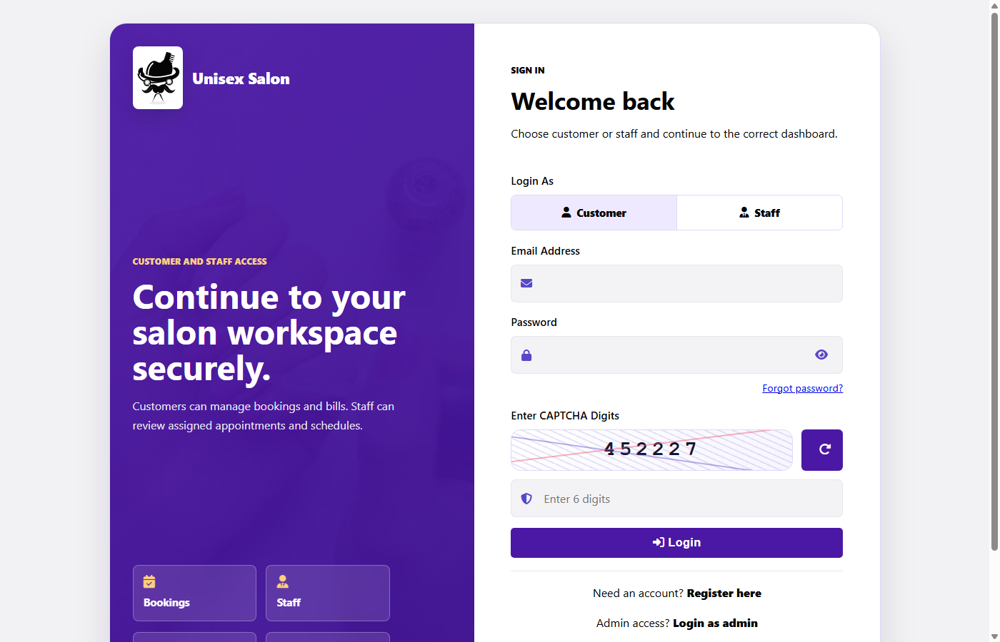 Unisex Salon
CUSTOMER AND STAFF ACCESS
Continue to your
salon workspace
securely.
Customers can manage bookings and bills. Staff can
review assigned appointments and schedules.
Bookings
Staff
SIGN IN
Welcome back
Choose customer or staff and continue to the correct dashboard.
Login As
Customer
Staff
Email Address
Password
Forgot password?
Enter CAPTCHA Digits
452227
Enter 6 digits
Login
Need an account? Register here
Admin access? Login as admin